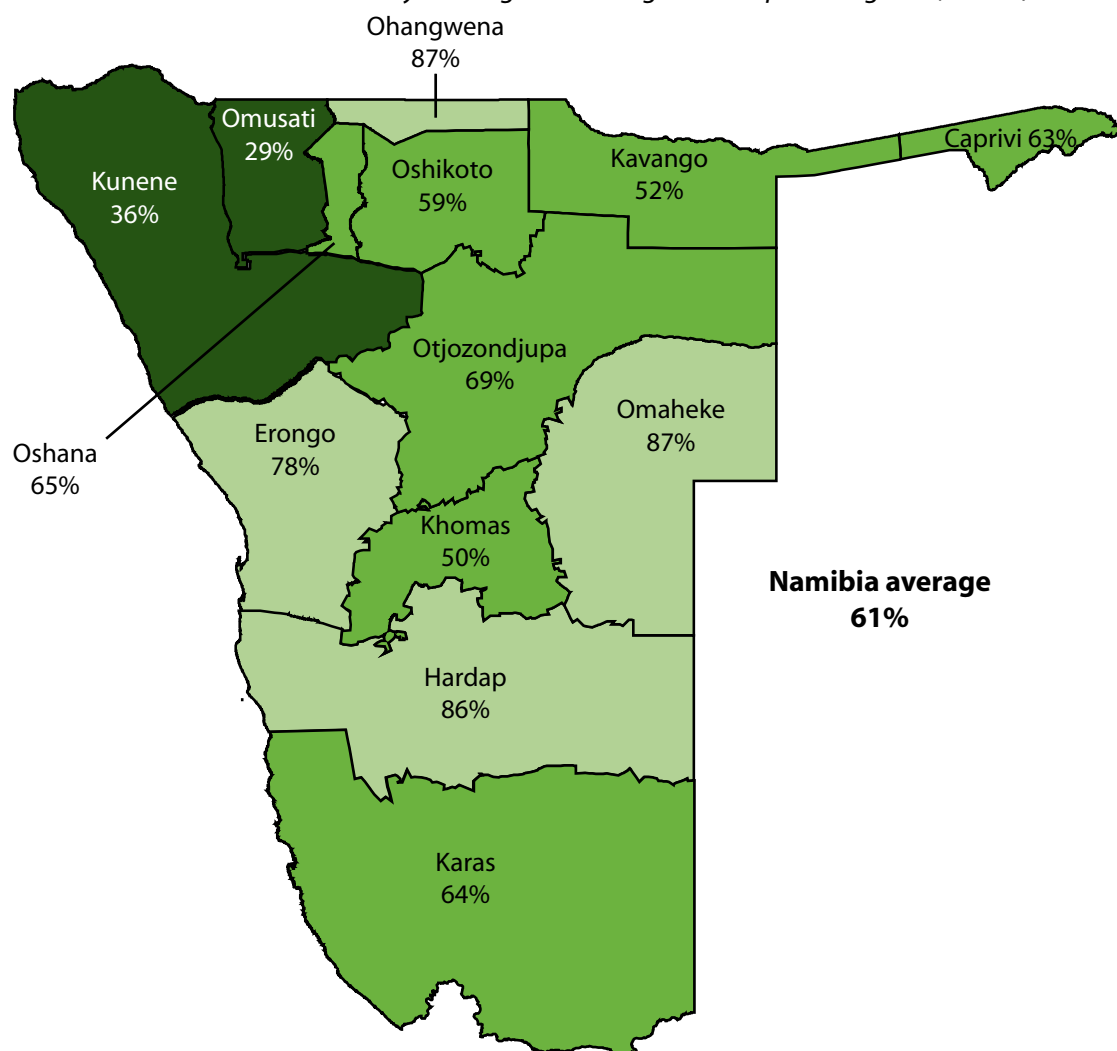 Ohangwena
87%
Omusati
29%
Kunene
36%
Oshikoto
59%
Kavango
52%
Caprivi 63%
Otjozondjupa
69%
Omaheke
87%
Oshana
65%
Erongo
78%
Khomas
50%
Namibia average
61%
Hardap
86%
Karas
64%